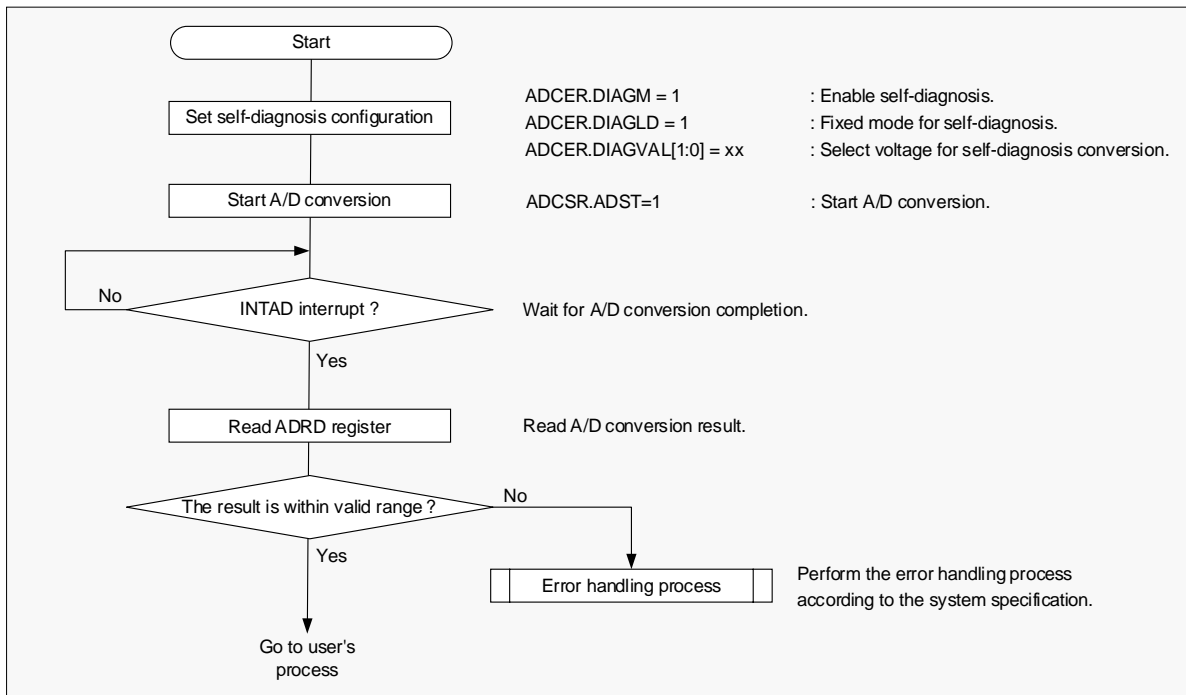 Start
Set self-diagnosis configuration
ADCER.DIAGM = 1 : Enable self-diagnosis.
ADCER.DIAGLD = 1 : Fixed mode for self-diagnosis.
ADCER.DIAGVAL[1:0] = xx : Select voltage for self-diagnosis conversion.
Start A/D conversion
ADCSR.ADST=1 : Start A/D conversion.
No
INTAD interrupt ?
Wait for A/D conversion completion.
Yes
Read ADRD register
Read A/D conversion result.
The result is within valid range ?
No
Yes
Error handling process
Perform the error handling process
according to the system specification.
Go to user's
process